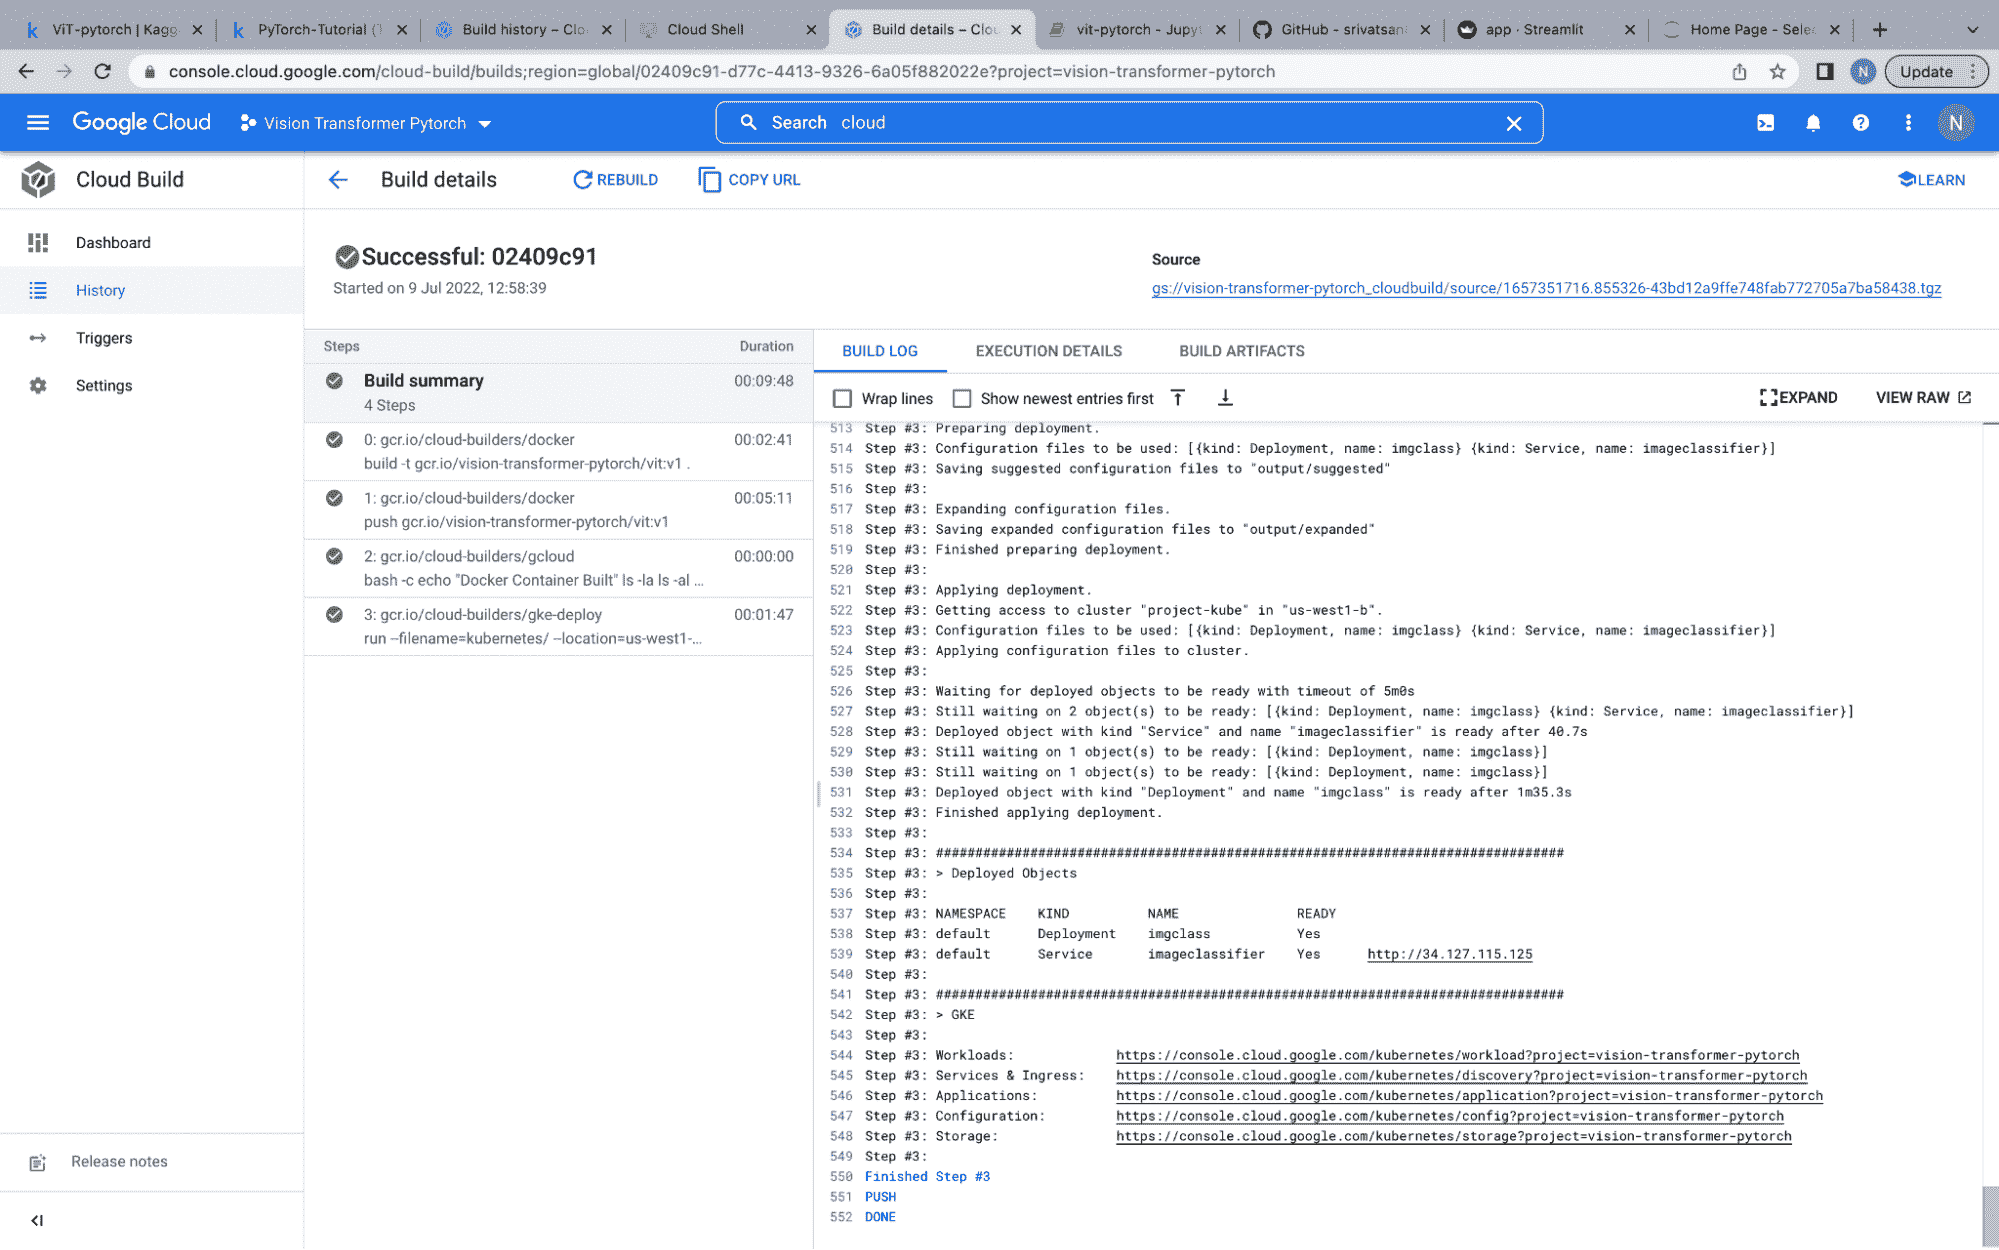 ViT-pytorch | Kagg
PyTorch-Tutorial (
Build history – Clo
Cloud Shell
Build details – Clou
vit-pytorch - Jupy
GitHub - srivatsan
app · Streamlit
Home Page - Sele
console.cloud.google.com/cloud-build/builds;region=global/02409c91-d77c-4413-9326-6a05f882022e?project=vision-transformer-pytorch
N
Update
Google Cloud
Vision Transformer Pytorch
Search cloud
N
Cloud Build
Build details
REBUILD
COPY URL
LEARN
Dashboard
History
Triggers
Settings
Release notes
Successful: 02409c91
Started on 9 Jul 2022, 12:58:39
Source
gs://vision-transformer-pytorch_cloudbuild/source/1657351716.855326-43bd12a9ffe748fab772705a7ba58438.tgz
Steps Duration
Build summary 00:09:48
4 Steps
0: gcr.io/cloud-builders/docker 00:02:41
build -t gcr.io/vision-transformer-pytorch/vit:v1 .
1: gcr.io/cloud-builders/docker 00:05:11
push gcr.io/vision-transformer-pytorch/vit:v1
2: gcr.io/cloud-builders/gcloud 00:00:00
bash -c echo "Docker Container Built" ls -la ls -al ...
3: gcr.io/cloud-builders/gke-deploy 00:01:47
run --filename=kubernetes/ --location=us-west1-...
BUILD LOG
EXECUTION DETAILS
BUILD ARTIFACTS
Wrap lines
Show newest entries first
EXPAND
VIEW RAW
513 Step #3: Preparing deployment.
514 Step #3: Configuration files to be used: [{kind: Deployment, name: imgclass} {kind: Service, name: imageclassifier}]
515 Step #3: Saving suggested configuration files to "output/suggested"
516 Step #3:
517 Step #3: Expanding configuration files.
518 Step #3: Saving expanded configuration files to "output/expanded"
519 Step #3: Finished preparing deployment.
520 Step #3:
521 Step #3: Applying deployment.
522 Step #3: Getting access to cluster "project-kube" in "us-west1-b".
523 Step #3: Configuration files to be used: [{kind: Deployment, name: imgclass} {kind: Service, name: imageclassifier}]
524 Step #3: Applying configuration files to cluster.
525 Step #3:
526 Step #3: Waiting for deployed objects to be ready with timeout of 5m0s
527 Step #3: Still waiting on 2 object(s) to be ready: [{kind: Deployment, name: imgclass} {kind: Service, name: imageclassifier}]
528 Step #3: Deployed object with kind "Service" and name "imageclassifier" is ready after 40.7s
529 Step #3: Still waiting on 1 object(s) to be ready: [{kind: Deployment, name: imgclass}]
530 Step #3: Still waiting on 1 object(s) to be ready: [{kind: Deployment, name: imgclass}]
531 Step #3: Deployed object with kind "Deployment" and name "imgclass" is ready after 1m35.3s
532 Step #3: Finished applying deployment.
533 Step #3:
534 Step #3: ################################################################################
535 Step #3: > Deployed Objects
536 Step #3:
537 Step #3: NAMESPACE KIND NAME READY
538 Step #3: default Deployment imgclass Yes
539 Step #3: default Service imageclassifier Yes http://34.127.115.125
540 Step #3:
541 Step #3: ################################################################################
542 Step #3: > GKE
543 Step #3:
544 Step #3: Workloads: https://console.cloud.google.com/kubernetes/workload?project=vision-transformer-pytorch
545 Step #3: Services & Ingress: https://console.cloud.google.com/kubernetes/discovery?project=vision-transformer-pytorch
546 Step #3: Applications: https://console.cloud.google.com/kubernetes/application?project=vision-transformer-pytorch
547 Step #3: Configuration: https://console.cloud.google.com/kubernetes/config?project=vision-transformer-pytorch
548 Step #3: Storage: https://console.cloud.google.com/kubernetes/storage?project=vision-transformer-pytorch
549 Step #3:
550 Finished Step #3
551 PUSH
552 DONE